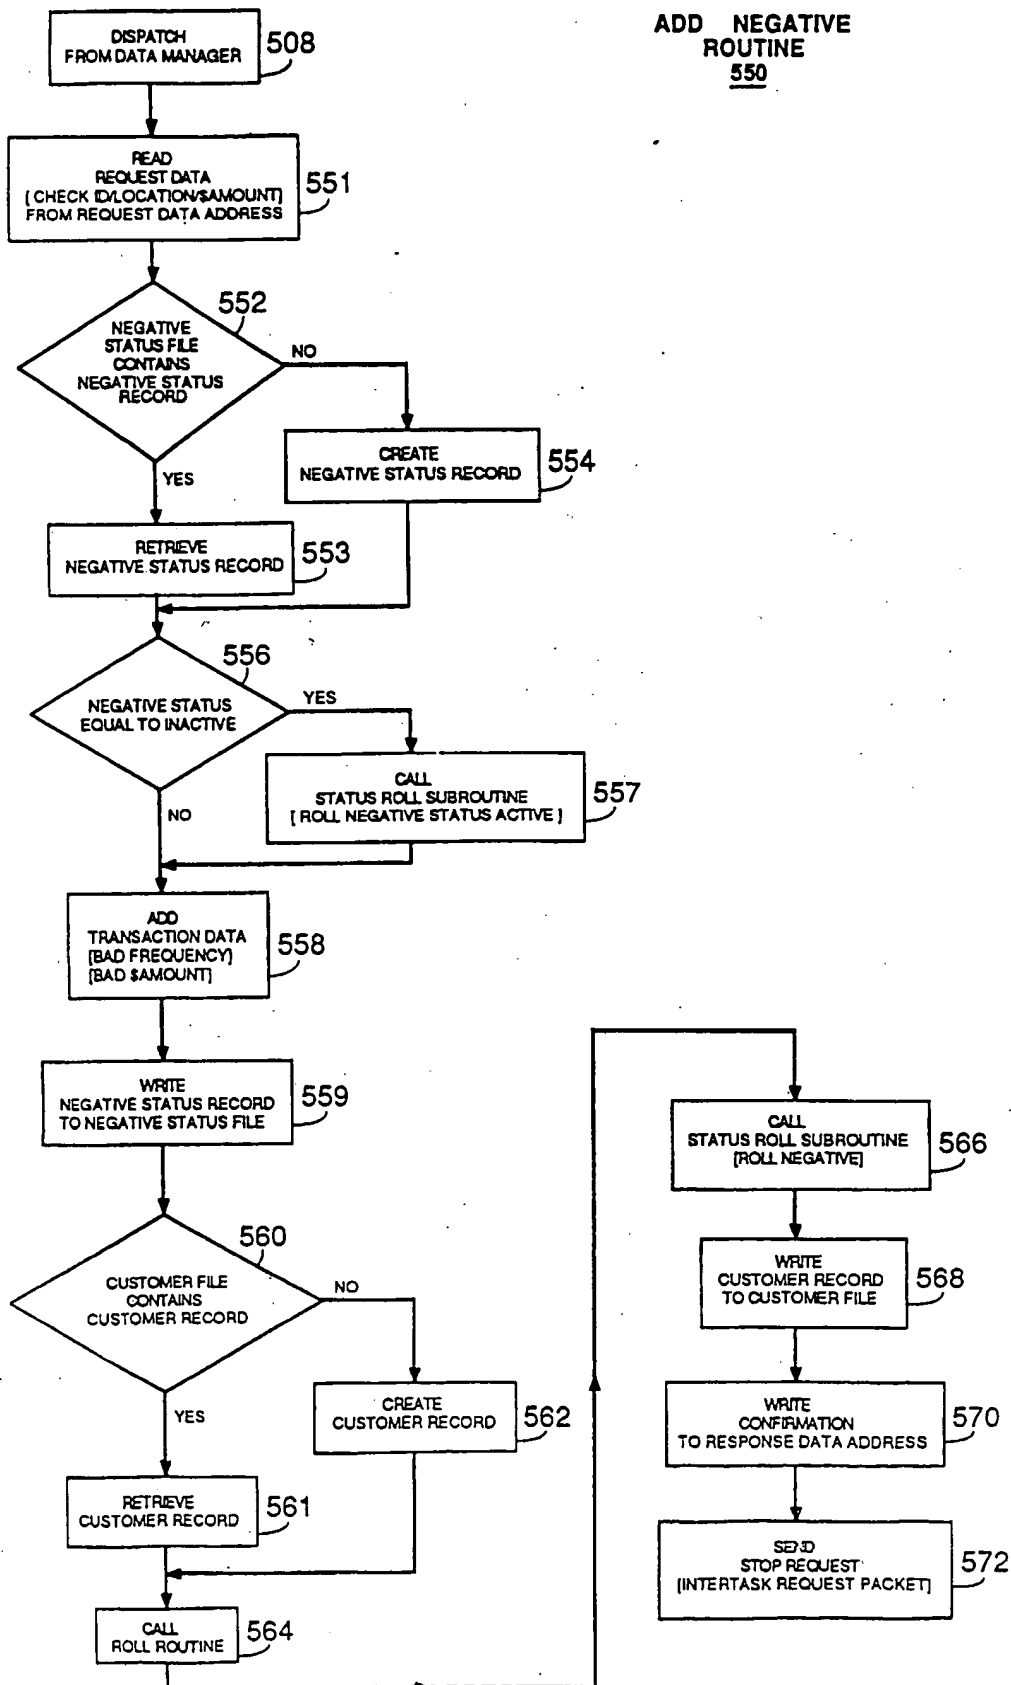 ADD NEGATIVE
ROUTINE
550
DISPATCH
FROM DATA MANAGER
508
READ
REQUEST DATA
[ CHECK ID/LOCATION/$AMOUNT]
FROM REQUEST DATA ADDRESS
551
552
NEGATIVE
STATUS FILE
CONTAINS
NEGATIVE STATUS
RECORD
NO
YES
CREATE
NEGATIVE STATUS RECORD
554
RETRIEVE
NEGATIVE STATUS RECORD
553
556
NEGATIVE STATUS
EQUAL TO INACTIVE
YES
NO
CALL
STATUS ROLL SUBROUTINE
[ ROLL NEGATIVE STATUS ACTIVE ]
557
ADD
TRANSACTION DATA
[BAD FREQUENCY]
[BAD $AMOUNT]
558
WRITE
NEGATIVE STATUS RECORD
TO NEGATIVE STATUS FILE
559
560
CUSTOMER FILE
CONTAINS
CUSTOMER RECORD
NO
YES
CREATE
CUSTOMER RECORD
562
RETRIEVE
CUSTOMER RECORD
561
CALL
ROLL ROUTINE
564
CALL
STATUS ROLL SUBROUTINE
[ROLL NEGATIVE]
566
WRITE
CUSTOMER RECORD
TO CUSTOMER FILE
568
WRITE
CONFIRMATION
TO RESPONSE DATA ADDRESS
570
SEND
STOP REQUEST
[INTERTASK REQUEST PACKET]
572